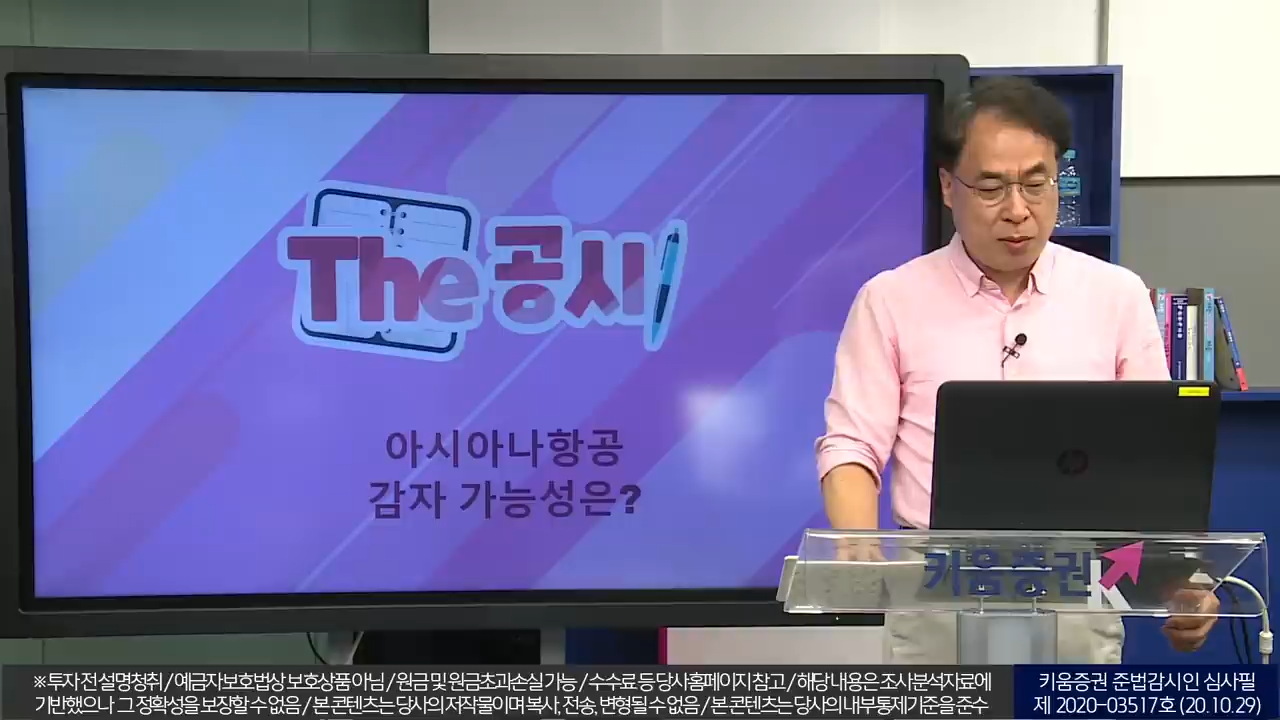 The 공시
아시아나항공
감자 가능성은?
키움증권
※ 투자 전 설명청취 / 예금자보호법상 보호상품 아님 / 원금 및 원금초과손실 가능 / 수수료 등 당사홈페이지 참고 / 해당 내용은 조사분석자료에
기반했으나 그 정확성을 보장할 수 없음 / 본 콘텐츠는 당사의 저작물이며 복사, 전송, 변형될 수 없음 / 본 콘텐츠는 당사의 내부통제기준을 준수
키움증권 준법감시인 심사필
제 2020-03517호 (20.10.29)